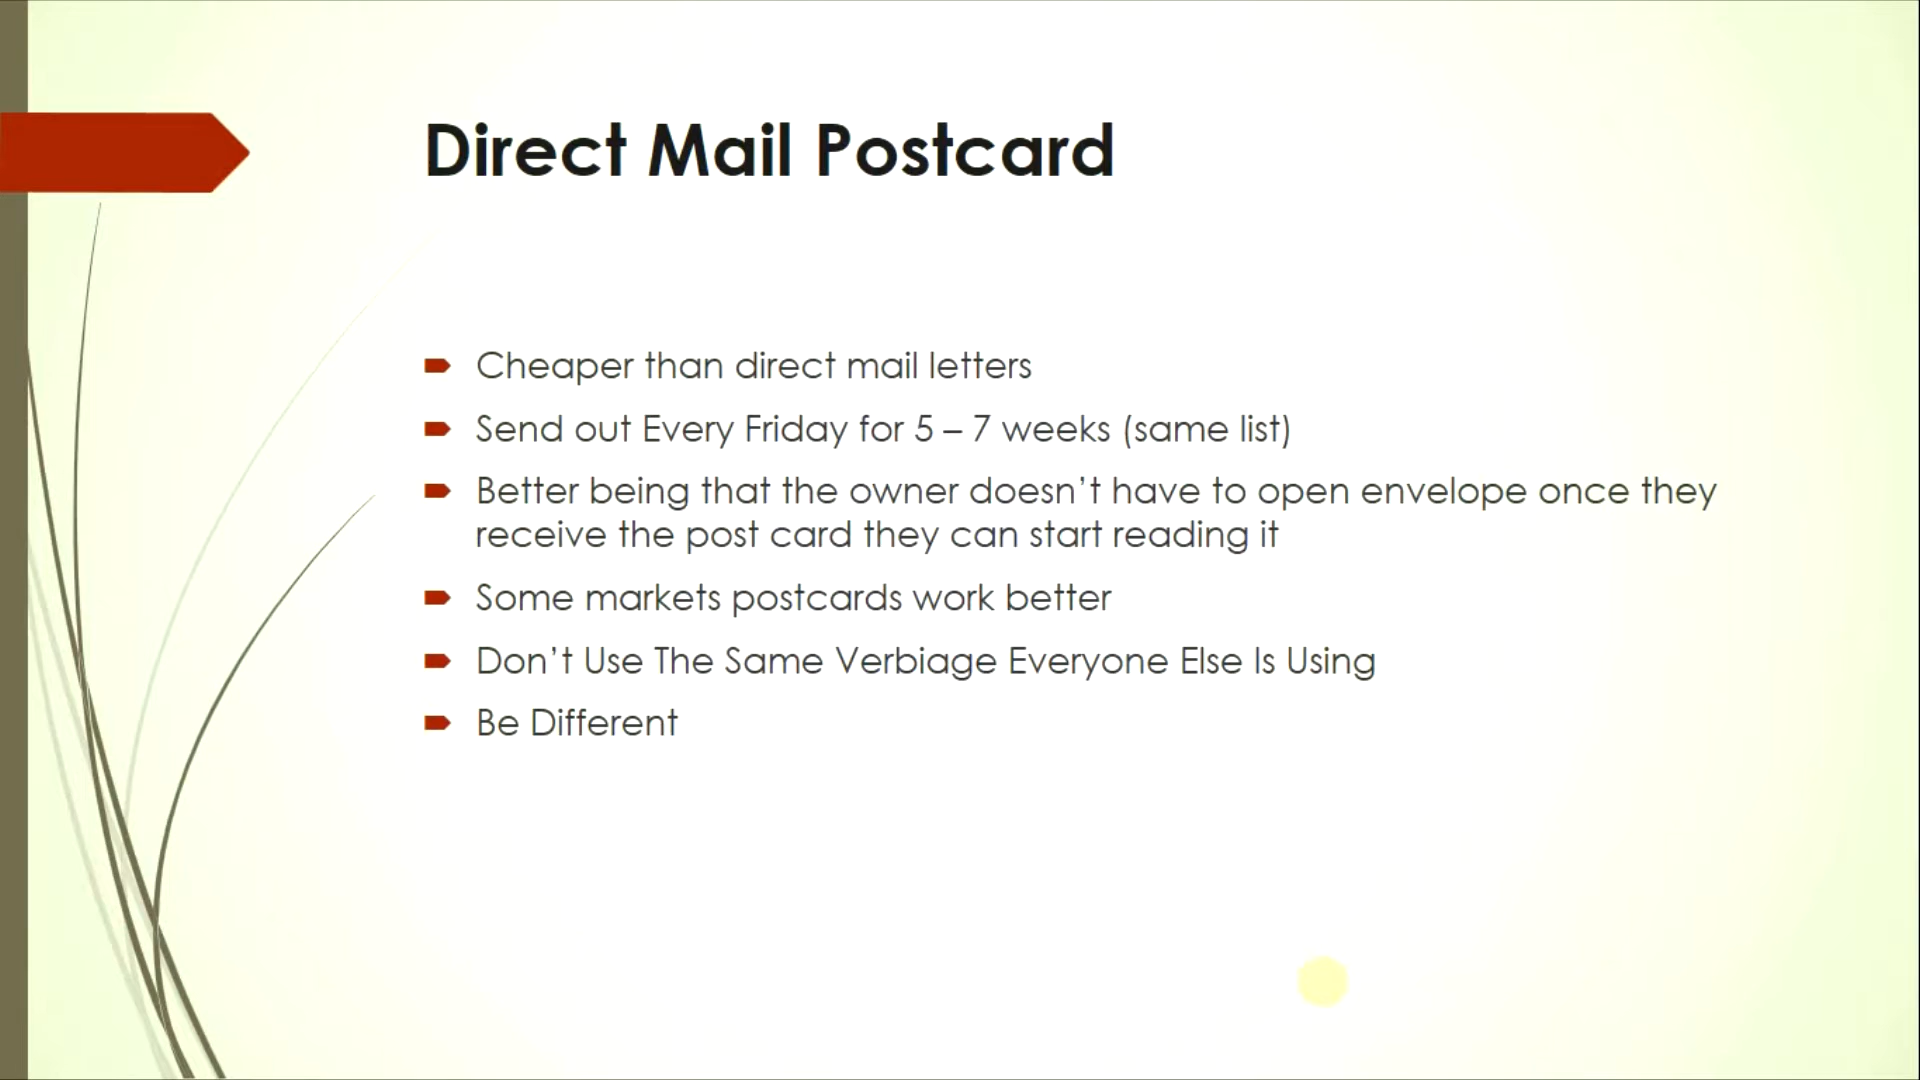 Direct Mail Postcard
Cheaper than direct mail letters
Send out Every Friday for 5 – 7 weeks (same list)
Better being that the owner doesn’t have to open envelope once they
receive the post card they can start reading it
Some markets postcards work better
Don’t Use The Same Verbiage Everyone Else Is Using
Be Different